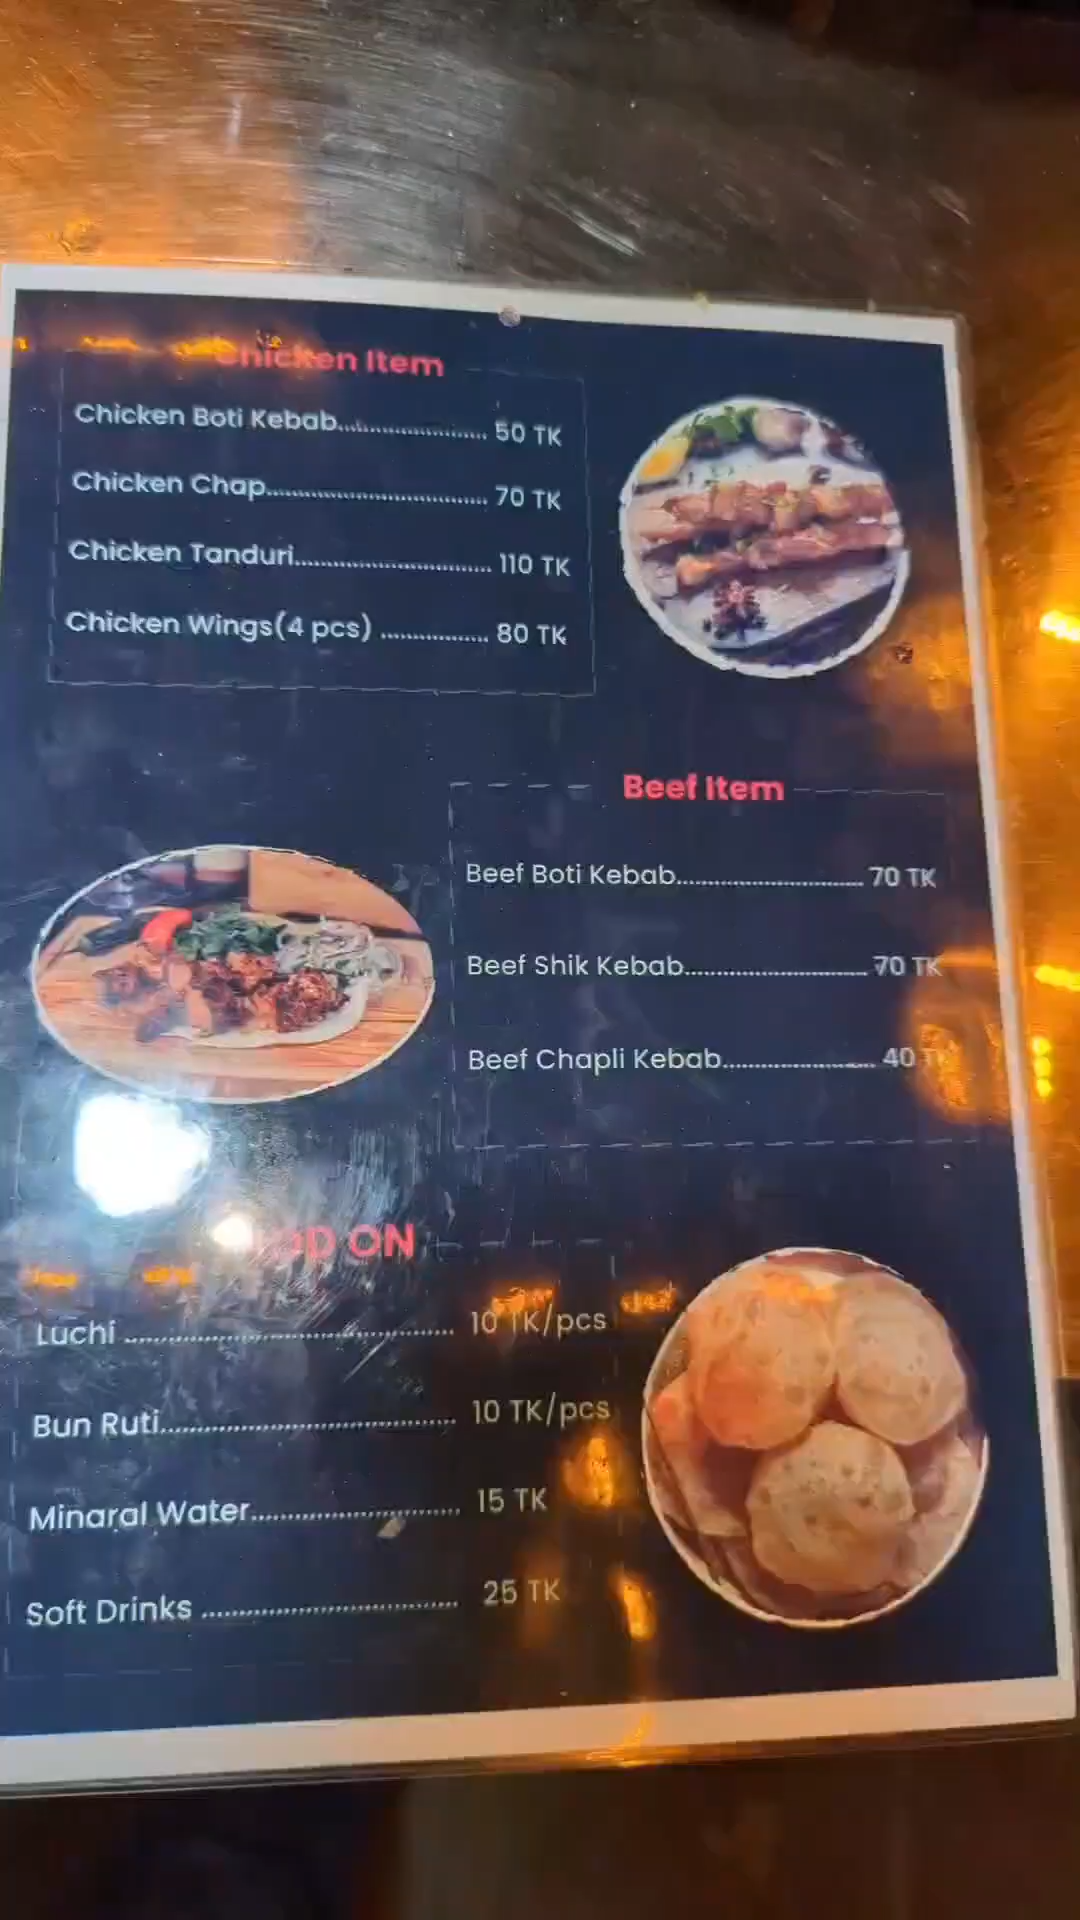 Chicken Item
Chicken Boti Kebab........................ 50 TK
Chicken Chap.................................... 70 TK
Chicken Tanduri................................ 110 TK
Chicken Wings(4 pcs) ................. 80 TK
Beef Item
Beef Boti Kebab............................... 70 TK
Beef Shik Kebab............................... 70 TK
Beef Chapli Kebab.......................... 40 TK
ON
Luchi ...................................................... 10 TK/pcs
Bun Ruti.................................................. 10 TK/pcs
Minaral Water................................... 15 TK
Soft Drinks .......................................... 25 TK